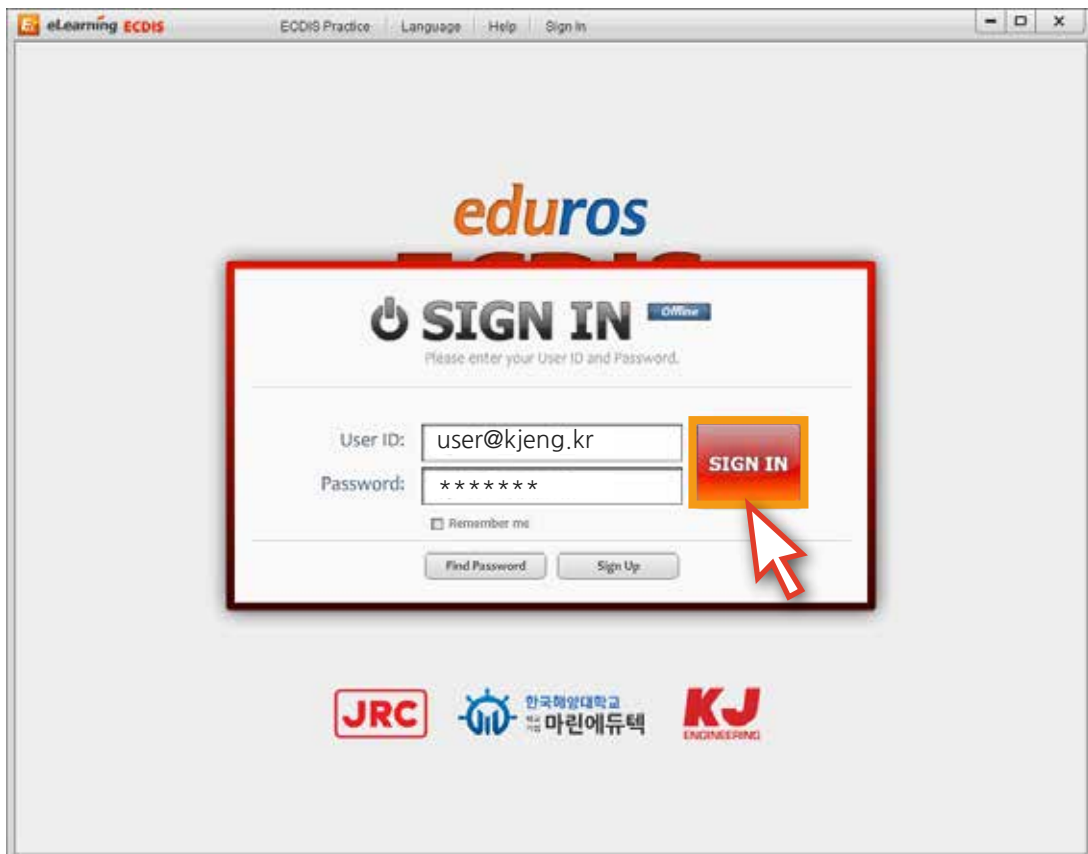 eLearning ECDIS
ECDIS Practice Language Help Sign In
eduros
SIGN IN Offline
Please enter your User ID and Password.
User ID: user@kjeng.kr
Password: *******
SIGN IN
Remember me
Find Password Sign Up
JRC 한국해양대학교 KJ
마린에듀텍 ENGINEERING